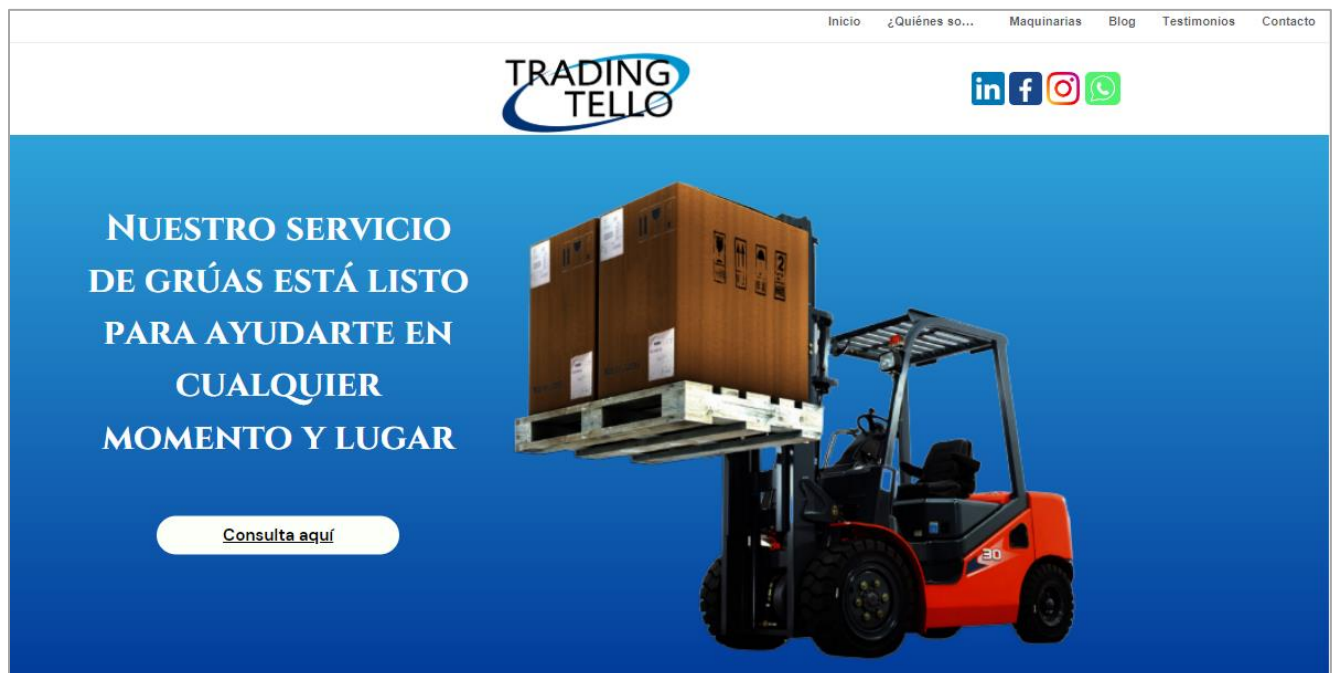 Inicio ¿Quiénes so... Maquinarias Blog Testimonios Contacto
TRADING
TELLO
NUESTRO SERVICIO
DE GRÚAS ESTÁ LISTO
PARA AYUDARTE EN
CUALQUIER
MOMENTO Y LUGAR
Consulta aquí
2
30